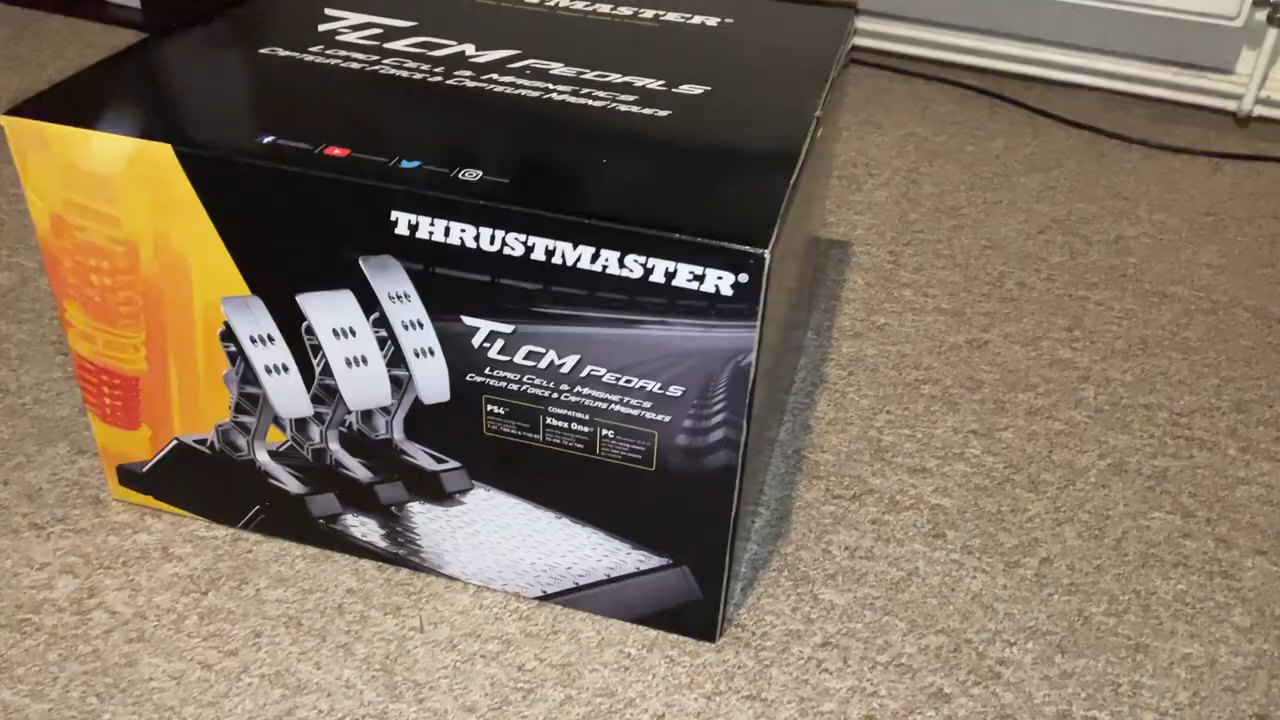 THRUSTMASTER®
T-LCM PEDALS
LOAD CELL & MAGNETICS
CAPTEUR DE FORCE & CAPTEURS MAGNÉTIQUES
THRUSTMASTER®
T-LCM PEDALS
LOAD CELL & MAGNETICS
CAPTEUR DE FORCE & CAPTEURS MAGNÉTIQUES
COMPATIBLE
PS4™
Xbox One®
PC